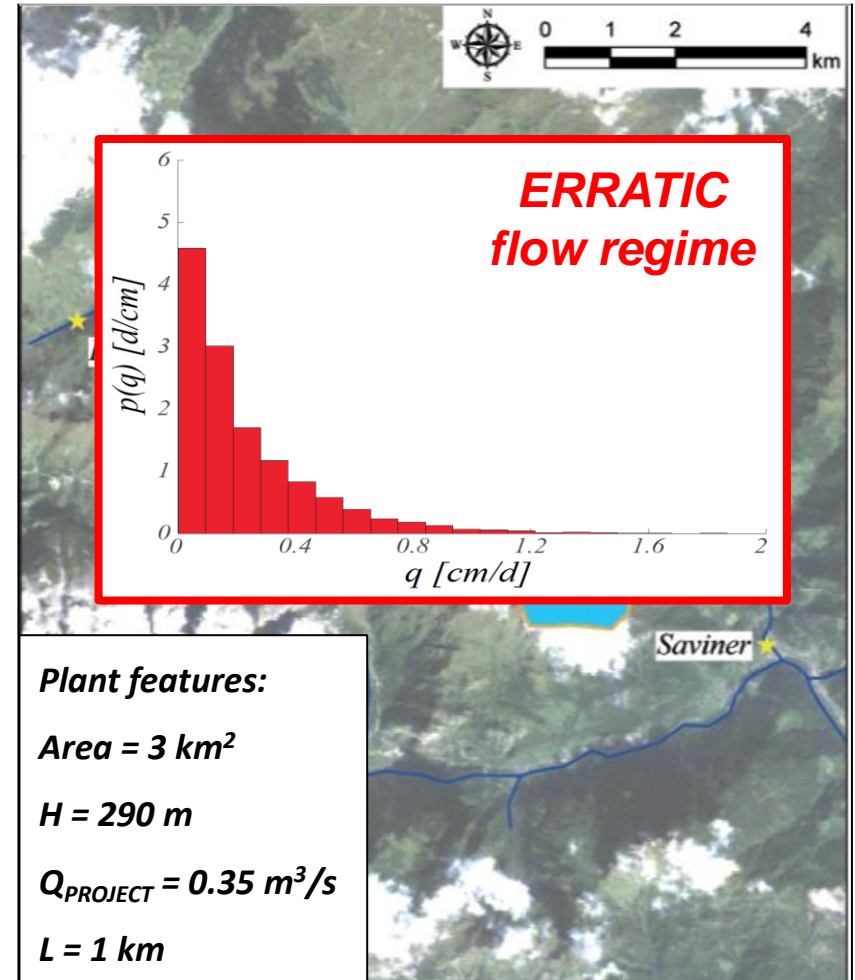 N
W E
S
0 1 2 4
km
ERRATIC
flow regime
6
5
4
3
2
1
0
p(q) [d/cm]
0 0.4 0.8 1.2 1.6 2
q [cm/d]
Saviner
Plant features:
Area = 3 km²
H = 290 m
Q_PROJECT = 0.35 m³/s
L = 1 km